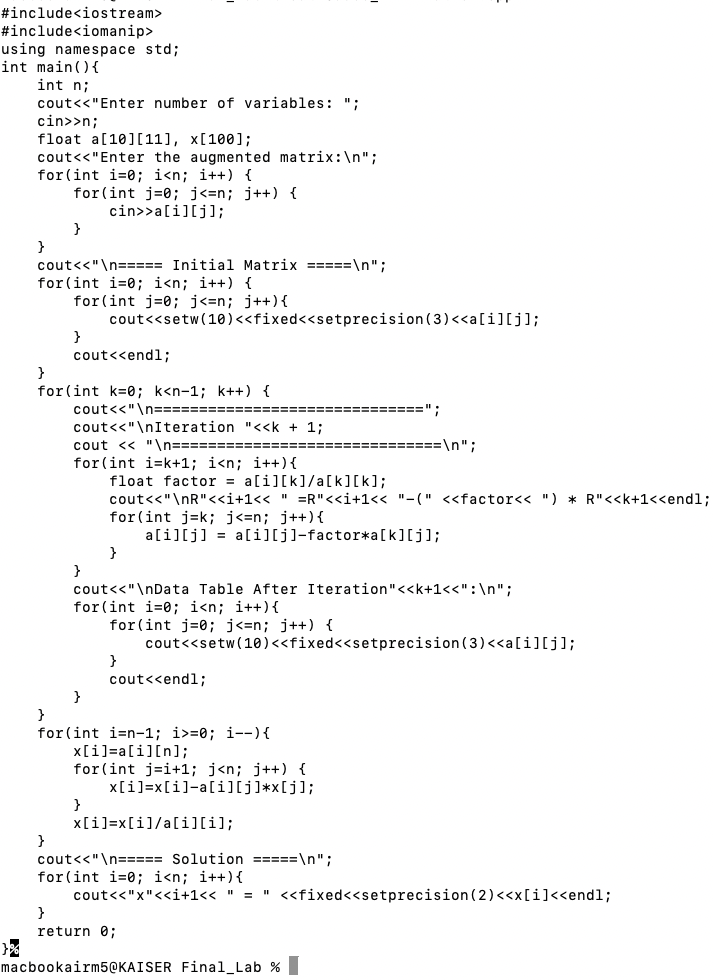 #include<iostream>
#include<iomanip>
using namespace std;
int main(){
    int n;
    cout<<"Enter number of variables: ";
    cin>>n;
    float a[10][11], x[100];
    cout<<"Enter the augmented matrix:\n";
    for(int i=0; i<n; i++) {
        for(int j=0; j<=n; j++) {
            cin>>a[i][j];
        }
    }
    cout<<"\n===== Initial Matrix =====\n";
    for(int i=0; i<n; i++) {
        for(int j=0; j<=n; j++){
            cout<<setw(10)<<fixed<<setprecision(3)<<a[i][j];
        }
        cout<<endl;
    }
    for(int k=0; k<n-1; k++) {
        cout<<"\n==============================";
        cout<<"\nIteration "<<k + 1;
        cout << "\n==============================\n";
        for(int i=k+1; i<n; i++){
            float factor = a[i][k]/a[k][k];
            cout<<"\nR"<<i+1<< " =R"<<i+1<< "-(" <<factor<< ") * R"<<k+1<<endl;
            for(int j=k; j<=n; j++){
                a[i][j] = a[i][j]-factor*a[k][j];
            }
        }
        cout<<"\nData Table After Iteration"<<k+1<<":\n";
        for(int i=0; i<n; i++){
            for(int j=0; j<=n; j++) {
                cout<<setw(10)<<fixed<<setprecision(3)<<a[i][j];
            }
            cout<<endl;
        }
    }
    for(int i=n-1; i>=0; i--){
        x[i]=a[i][n];
        for(int j=i+1; j<n; j++) {
            x[i]=x[i]-a[i][j]*x[j];
        }
        x[i]=x[i]/a[i][i];
    }
    cout<<"\n===== Solution =====\n";
    for(int i=0; i<n; i++){
        cout<<"x"<<i+1<< " = " <<fixed<<setprecision(2)<<x[i]<<endl;
    }
    return 0;
}%
macbookairm5@KAISER Final_Lab %